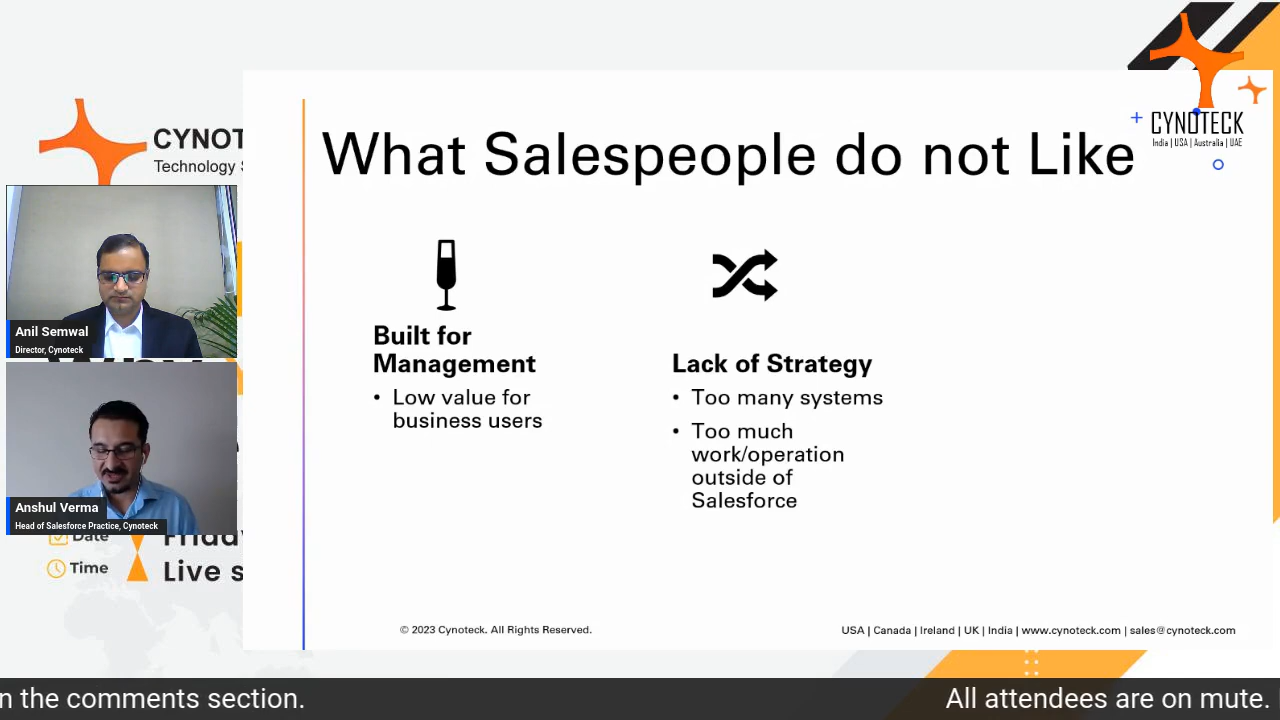 CYNOTECK
India | USA | Australia | UAE
CYNOT
Technology S
What Salespeople do not Like
Anil Semwal
Director, Cynoteck
Anshul Verma
Head of Salesforce Practice, Cynoteck
Built for
Management
• Low value for
business users
Lack of Strategy
• Too many systems
• Too much
work/operation
outside of
Salesforce
Date
Friday
Time
Live s
© 2023 Cynoteck. All Rights Reserved.
USA | Canada | Ireland | UK | India | www.cynoteck.com | sales@cynoteck.com
n the comments section.
All attendees are on mute.